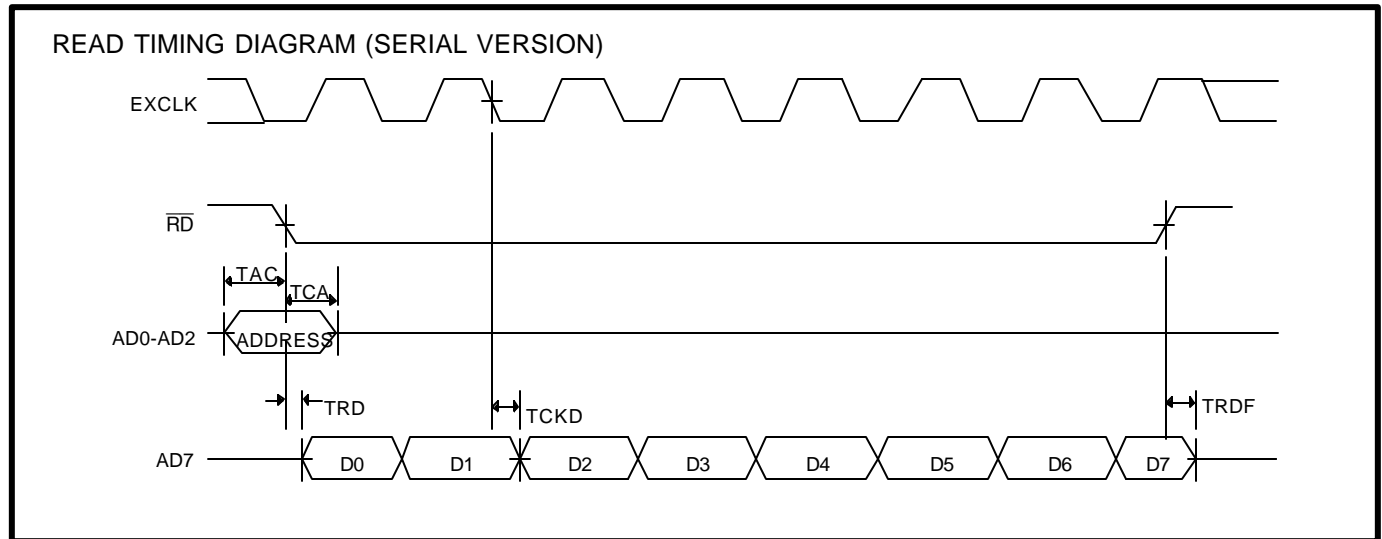 READ TIMING DIAGRAM (SERIAL VERSION)
EXCLK
RD
TAC
TCA
AD0-AD2
ADDRESS
TRD
TCKD
TRDF
AD7
D0 D1 D2 D3 D4 D5 D6 D7